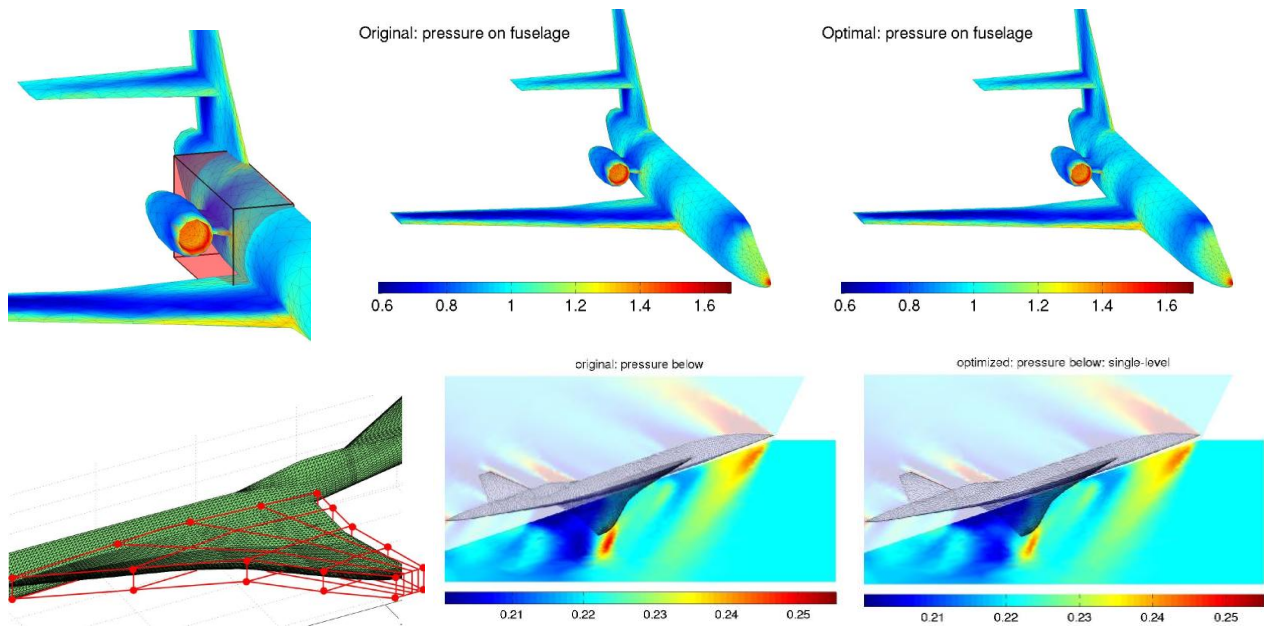 Original: pressure on fuselage
Optimal: pressure on fuselage
0.6 0.8 1 1.2 1.4 1.6
0.6 0.8 1 1.2 1.4 1.6
original: pressure below
optimized: pressure below: single-level
0.21 0.22 0.23 0.24 0.25
0.21 0.22 0.23 0.24 0.25